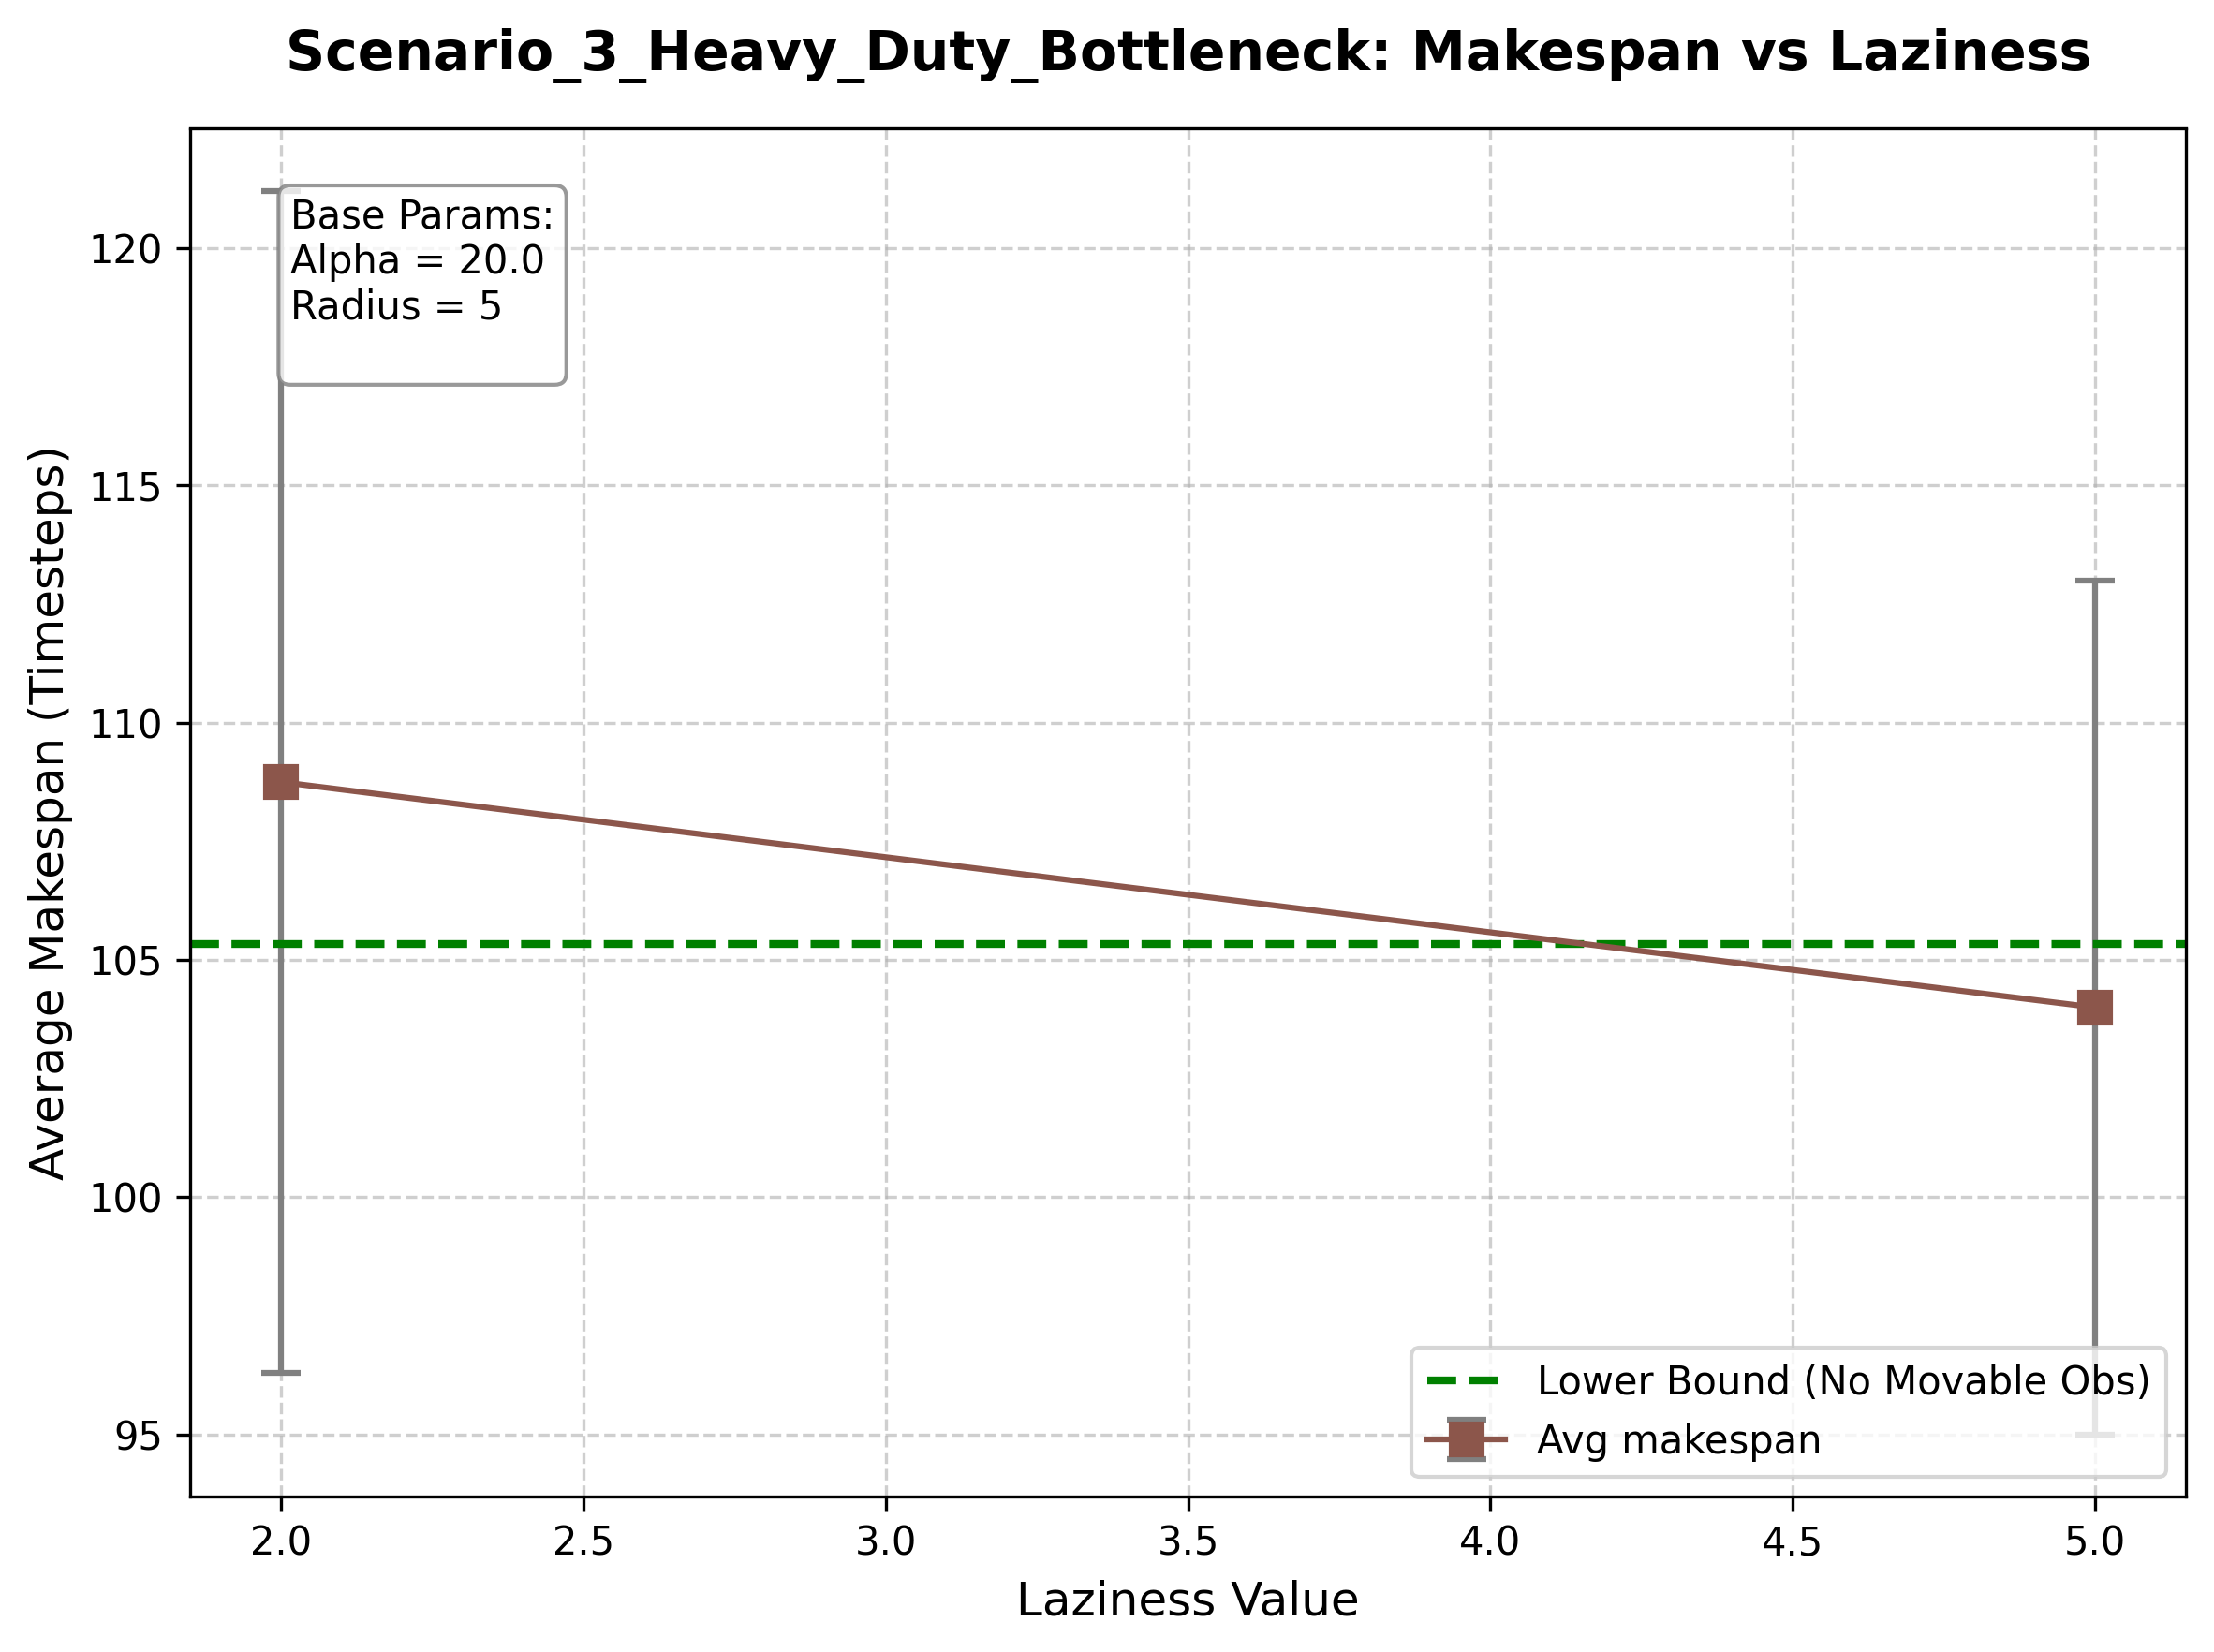 Scenario_3_Heavy_Duty_Bottleneck: Makespan vs Laziness
Base Params:
Alpha = 20.0
Radius = 5
Average Makespan (Timesteps)
120
115
110
105
100
95
Lower Bound (No Movable Obs)
Avg makespan
2.0
2.5
3.0
3.5
4.0
4.5
5.0
Laziness Value